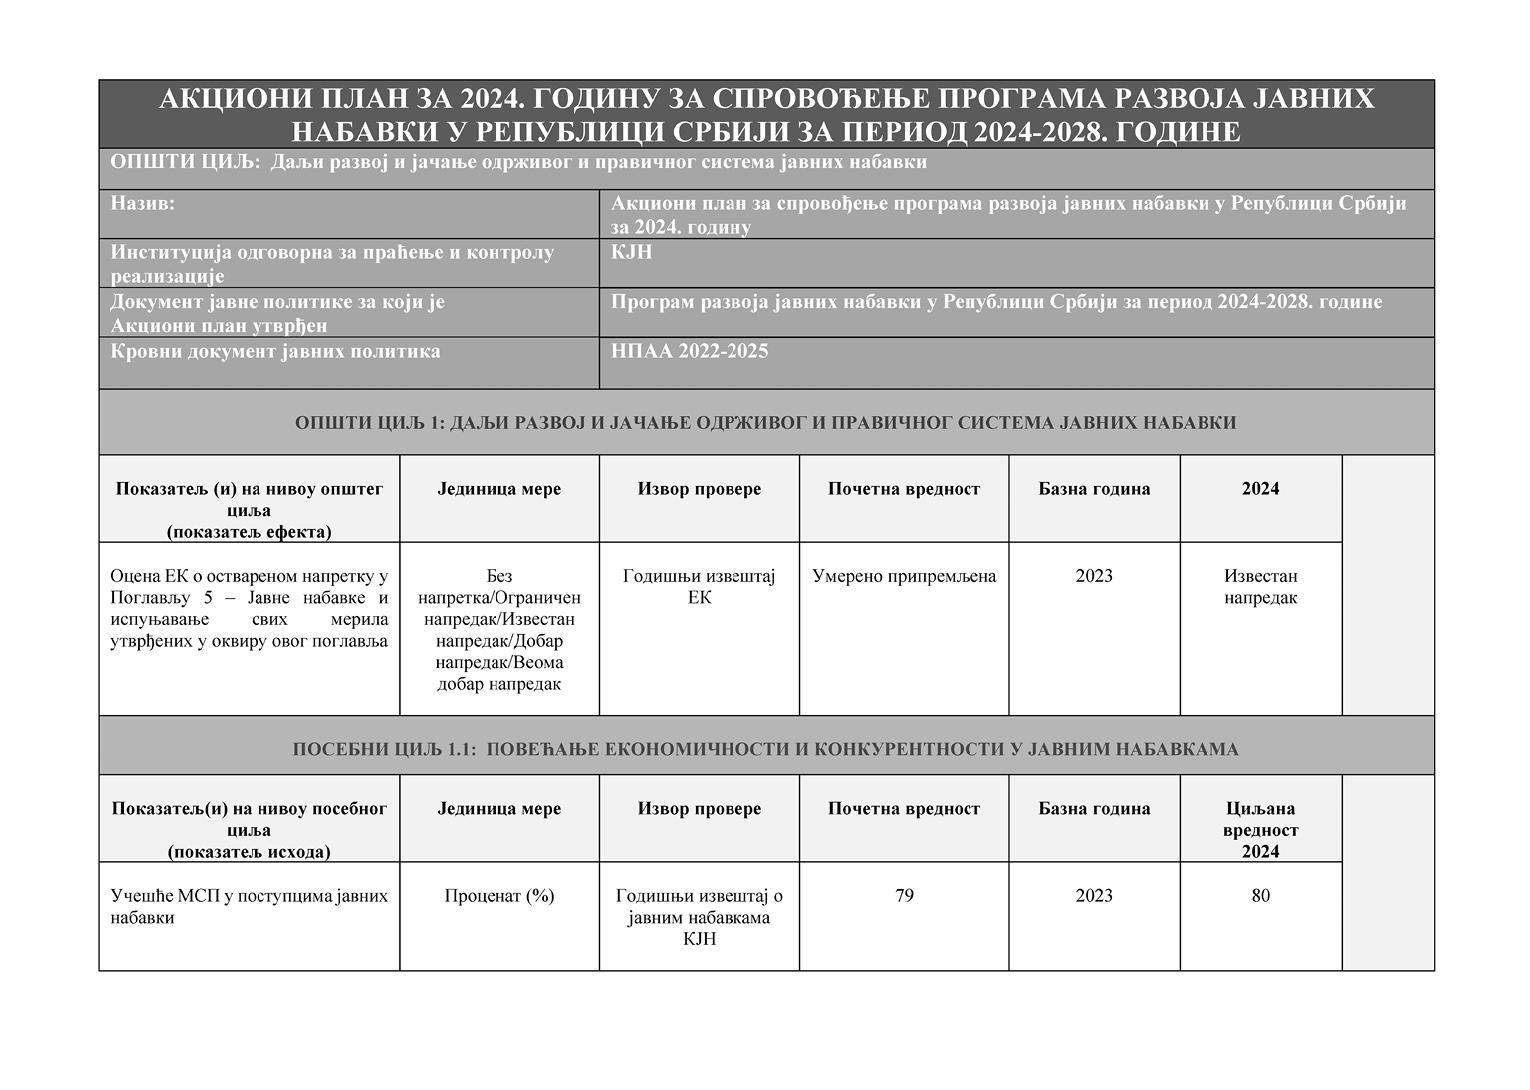 АКЦИОНИ ПЛАН ЗА 2024. ГОДИНУ ЗА СПРОВОЂЕЊЕ ПРОГРАМА РАЗВОЈА ЈАВНИХ
НАБАВКИ У РЕПУБЛИЦИ СРБИЈИ ЗА ПЕРИОД 2024-2028. ГОДИНЕ
ОПШТИ ЦИЉ: Даљи развој и јачање одрживог и правичног система јавних набавки
Назив:
Акциони план за спровођење програма развоја јавних набавки у Републици Србији
за 2024. годину
Институција одговорна за праћење и контролу
реализације
КЈН
Документ јавне политике за који је
Акциони план утврђен
Програм развоја јавних набавки у Републици Србији за период 2024-2028. године
Кровни документ јавних политика
НПАА 2022-2025
ОПШТИ ЦИЉ 1: ДАЉИ РАЗВОЈ И ЈАЧАЊЕ ОДРЖИВОГ И ПРАВИЧНОГ СИСТЕМА ЈАВНИХ НАБАВКИ
Показатељ (и) на нивоу општег
циља
(показатељ ефекта)
Јединица мере
Извор провере
Почетна вредност
Базна година
2024
Оцена ЕК о оствареном напретку у
Поглављу 5 – Јавне набавке и
испуњавање свих мерила
утврђених у оквиру овог поглавља
Без
напретка/Ограничен
напредак/Известан
напредак/Добар
напредак/Веома
добар напредак
Годишњи извештај
ЕК
Умерено припремљена
2023
Известан
напредак
ПОСЕБНИ ЦИЉ 1.1: ПОВЕЋАЊЕ ЕКОНОМИЧНОСТИ И КОНКУРЕНТНОСТИ У ЈАВНИМ НАБАВКАМА
Показатељ(и) на нивоу посебног
циља
(показатељ исхода)
Јединица мере
Извор провере
Почетна вредност
Базна година
Циљана
вредност
2024
Учешће МСП у поступцима јавних
набавки
Проценат (%)
Годишњи извештај о
јавним набавкама
КЈН
79
2023
80